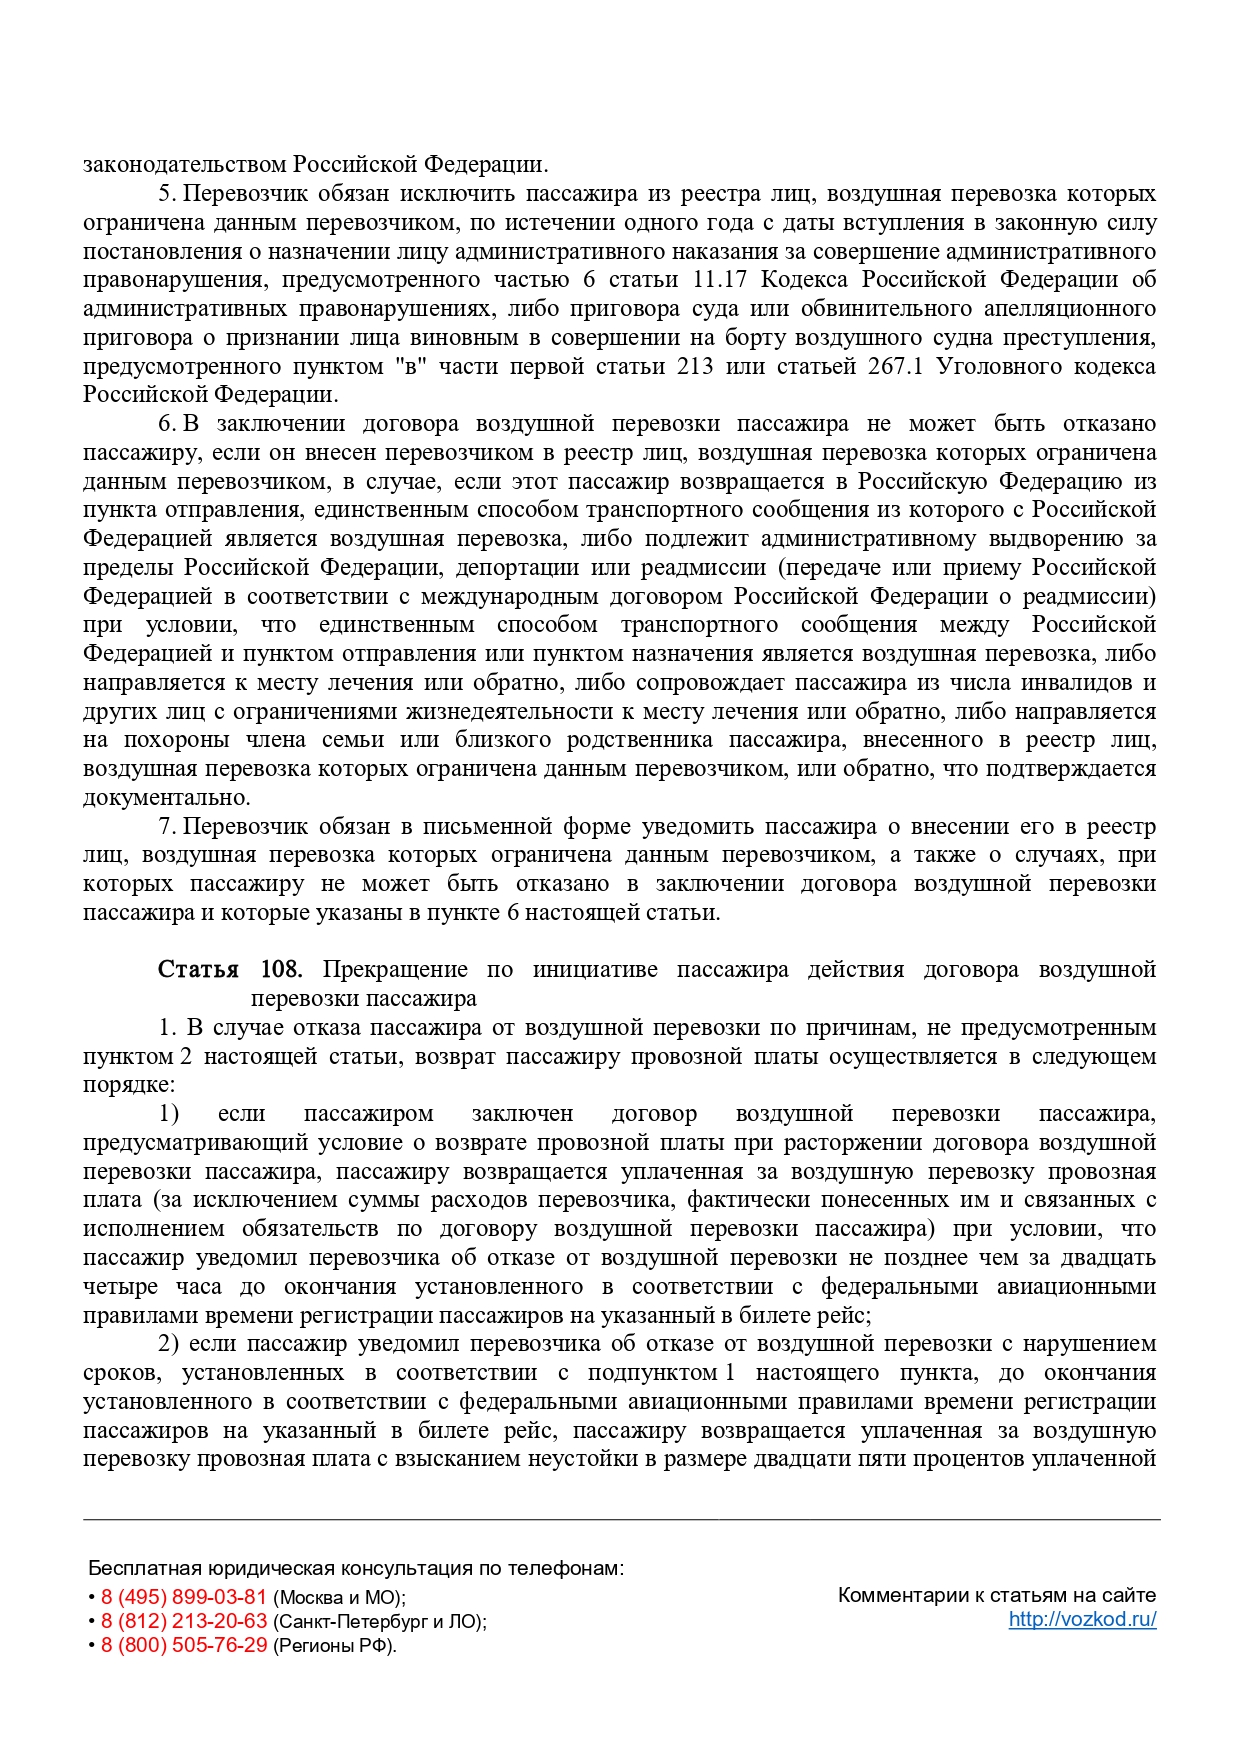 законодательством Российской Федерации.
5. Перевозчик обязан исключить пассажира из реестра лиц, воздушная перевозка которых
ограничена данным перевозчиком, по истечении одного года с даты вступления в законную силу
постановления о назначении лицу административного наказания за совершение административного
правонарушения, предусмотренного частью 6 статьи 11.17 Кодекса Российской Федерации об
административных правонарушениях, либо приговора суда или обвинительного апелляционного
приговора о признании лица виновным в совершении на борту воздушного судна преступления,
предусмотренного пунктом "в" части первой статьи 213 или статьей 267.1 Уголовного кодекса
Российской Федерации.
6. В заключении договора воздушной перевозки пассажира не может быть отказано
пассажиру, если он внесен перевозчиком в реестр лиц, воздушная перевозка которых ограничена
данным перевозчиком, в случае, если этот пассажир возвращается в Российскую Федерацию из
пункта отправления, единственным способом транспортного сообщения из которого с Российской
Федерацией является воздушная перевозка, либо подлежит административному выдворению за
пределы Российской Федерации, депортации или реадмиссии (передаче или приему Российской
Федерацией в соответствии с международным договором Российской Федерации о реадмиссии)
при условии, что единственным способом транспортного сообщения между Российской
Федерацией и пунктом отправления или пунктом назначения является воздушная перевозка, либо
направляется к месту лечения или обратно, либо сопровождает пассажира из числа инвалидов и
других лиц с ограничениями жизнедеятельности к месту лечения или обратно, либо направляется
на похороны члена семьи или близкого родственника пассажира, внесенного в реестр лиц,
воздушная перевозка которых ограничена данным перевозчиком, или обратно, что подтверждается
документально.
7. Перевозчик обязан в письменной форме уведомить пассажира о внесении его в реестр
лиц, воздушная перевозка которых ограничена данным перевозчиком, а также о случаях, при
которых пассажиру не может быть отказано в заключении договора воздушной перевозки
пассажира и которые указаны в пункте 6 настоящей статьи.
Статья 108. Прекращение по инициативе пассажира действия договора воздушной
перевозки пассажира
1. В случае отказа пассажира от воздушной перевозки по причинам, не предусмотренным
пунктом 2 настоящей статьи, возврат пассажиру провозной платы осуществляется в следующем
порядке:
1) если пассажиром заключен договор воздушной перевозки пассажира,
предусматривающий условие о возврате провозной платы при расторжении договора воздушной
перевозки пассажира, пассажиру возвращается уплаченная за воздушную перевозку провозная
плата (за исключением суммы расходов перевозчика, фактически понесенных им и связанных с
исполнением обязательств по договору воздушной перевозки пассажира) при условии, что
пассажир уведомил перевозчика об отказе от воздушной перевозки не позднее чем за двадцать
четыре часа до окончания установленного в соответствии с федеральными авиационными
правилами времени регистрации пассажиров на указанный в билете рейс;
2) если пассажир уведомил перевозчика об отказе от воздушной перевозки с нарушением
сроков, установленных в соответствии с подпунктом 1 настоящего пункта, до окончания
установленного в соответствии с федеральными авиационными правилами времени регистрации
пассажиров на указанный в билете рейс, пассажиру возвращается уплаченная за воздушную
перевозку провозная плата с взысканием неустойки в размере двадцати пяти процентов уплаченной
Бесплатная юридическая консультация по телефонам:
• 8 (495) 899-03-81 (Москва и МО);
• 8 (812) 213-20-63 (Санкт-Петербург и ЛО);
• 8 (800) 505-76-29 (Регионы РФ).
Комментарии к статьям на сайте
http://vozkod.ru/